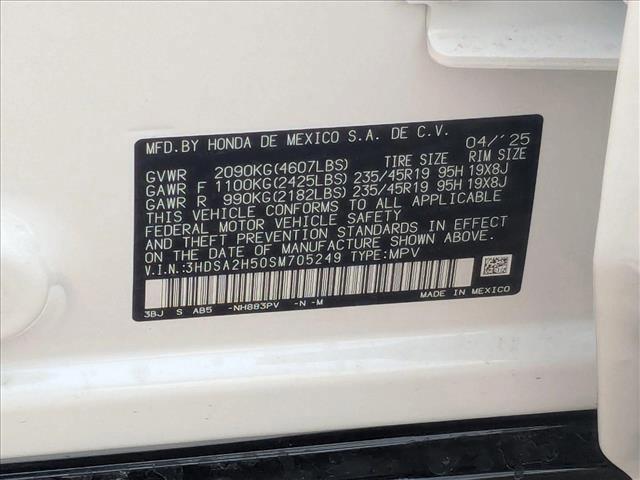 MFD.BY HONDA DE MEXICO S.A. DE C.V. 04/'25
TIRE SIZE RIM SIZE
GVWR 2090KG(4607LBS)
GAWR F 1100KG(2425LBS) 235/45R19 95H 19X8J
GAWR R 990KG(2182LBS) 235/45R19 95H 19X8J
THIS VEHICLE CONFORMS TO ALL APPLICABLE
FEDERAL MOTOR VEHICLE SAFETY
AND THEFT PREVENTION STANDARDS IN EFFECT
ON THE DATE OF MANUFACTURE SHOWN ABOVE.
V.I.N.:3HDSA2H50SM705249 TYPE:MPV
3BJ S AB5 -NH883PV -N -M
MADE IN MEXICO